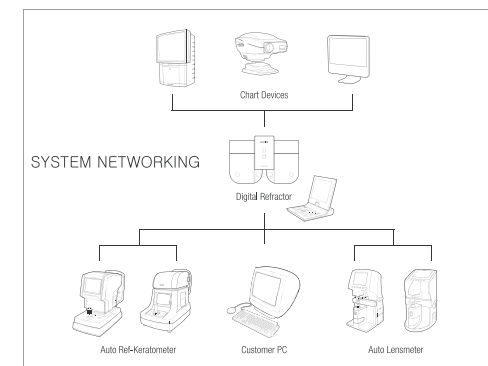 Chart Devices
SYSTEM NETWORKING
Digital Refractor
Auto Ref-Keratometer
Customer PC
Auto Lensmeter